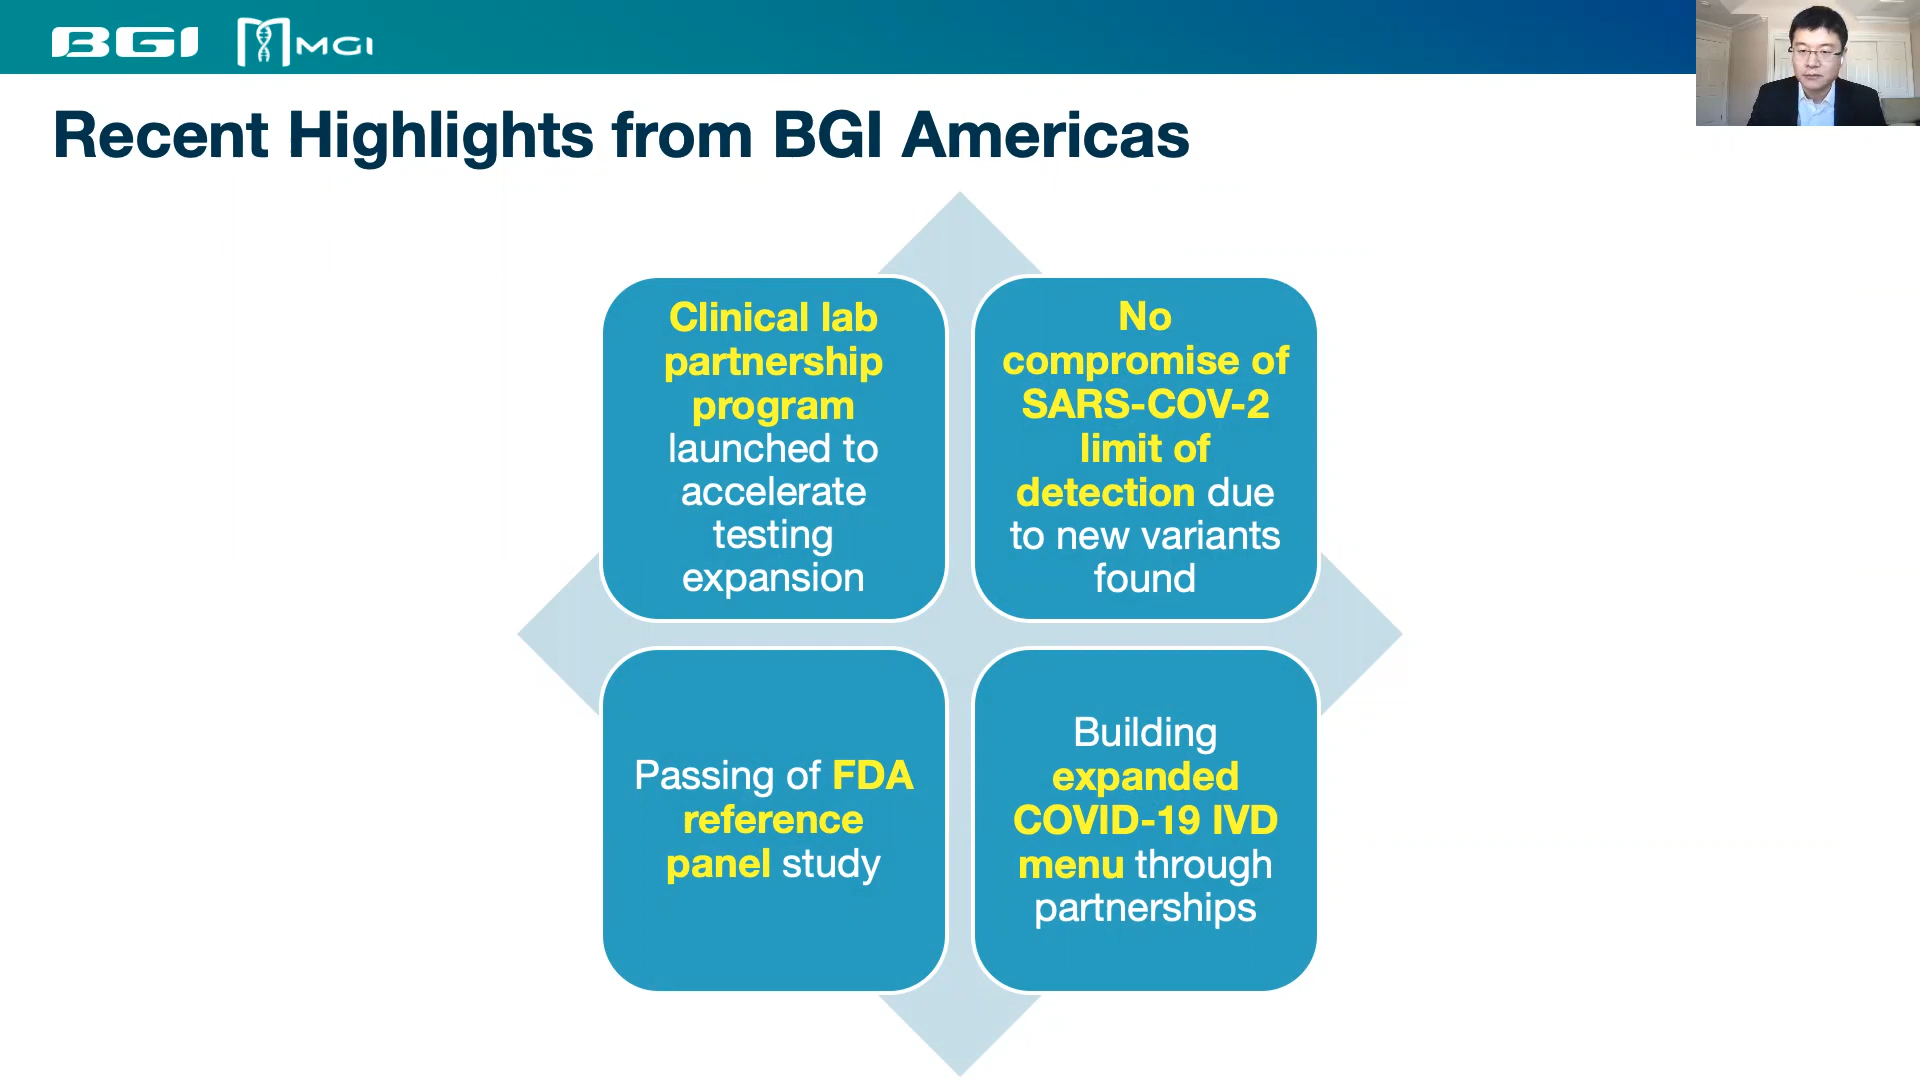 BGI MGI
Recent Highlights from BGI Americas
Clinical lab
partnership
program
launched to
accelerate
testing
expansion
No
compromise of
SARS-COV-2
limit of
detection due
to new variants
found
Passing of FDA
reference
panel study
Building
expanded
COVID-19 IVD
menu through
partnerships